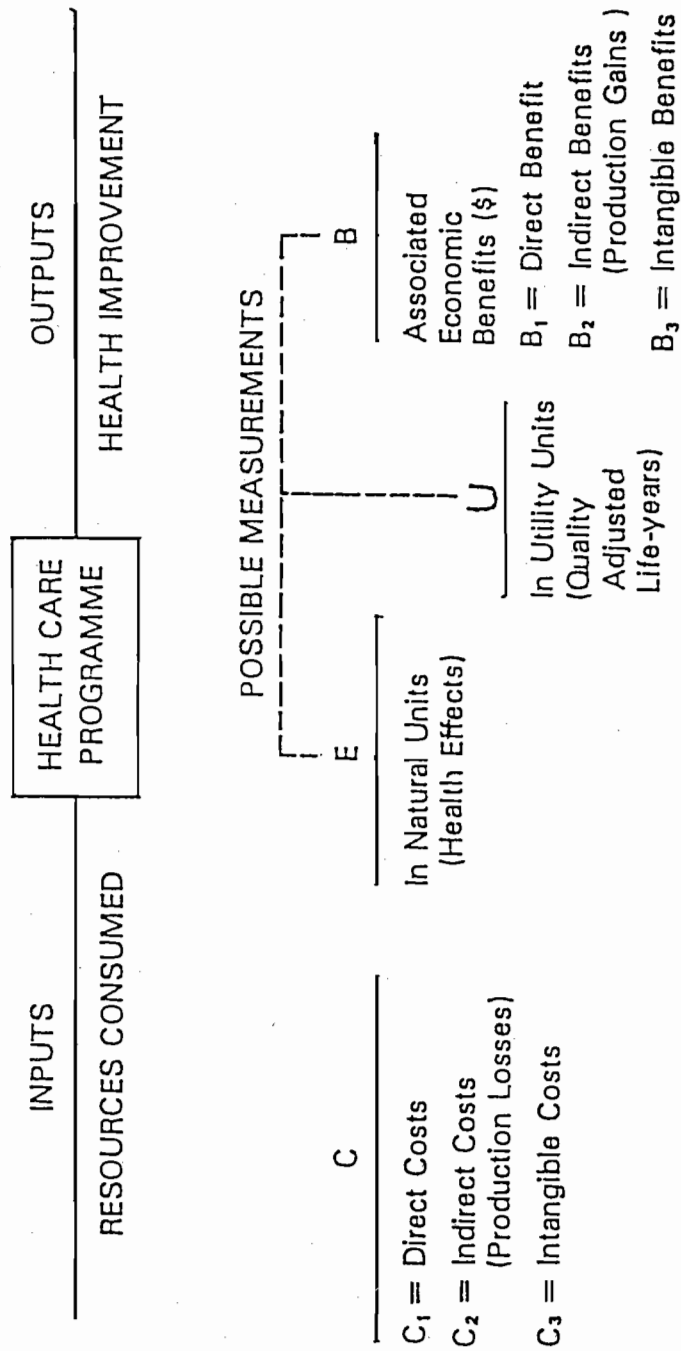 INPUTS
HEALTH CARE
PROGRAMME
OUTPUTS
RESOURCES CONSUMED
HEALTH IMPROVEMENT
POSSIBLE MEASUREMENTS
C
C₁ = Direct Costs
C₂ = Indirect Costs
(Production Losses)
C₃ = Intangible Costs
E
In Natural Units
(Health Effects)
U
In Utility Units
(Quality
Adjusted
Life-years)
B
Associated
Economic
Benefits ($)
B₁ = Direct Benefit
B₂ = Indirect Benefits
(Production Gains )
B₃ = Intangible Benefits